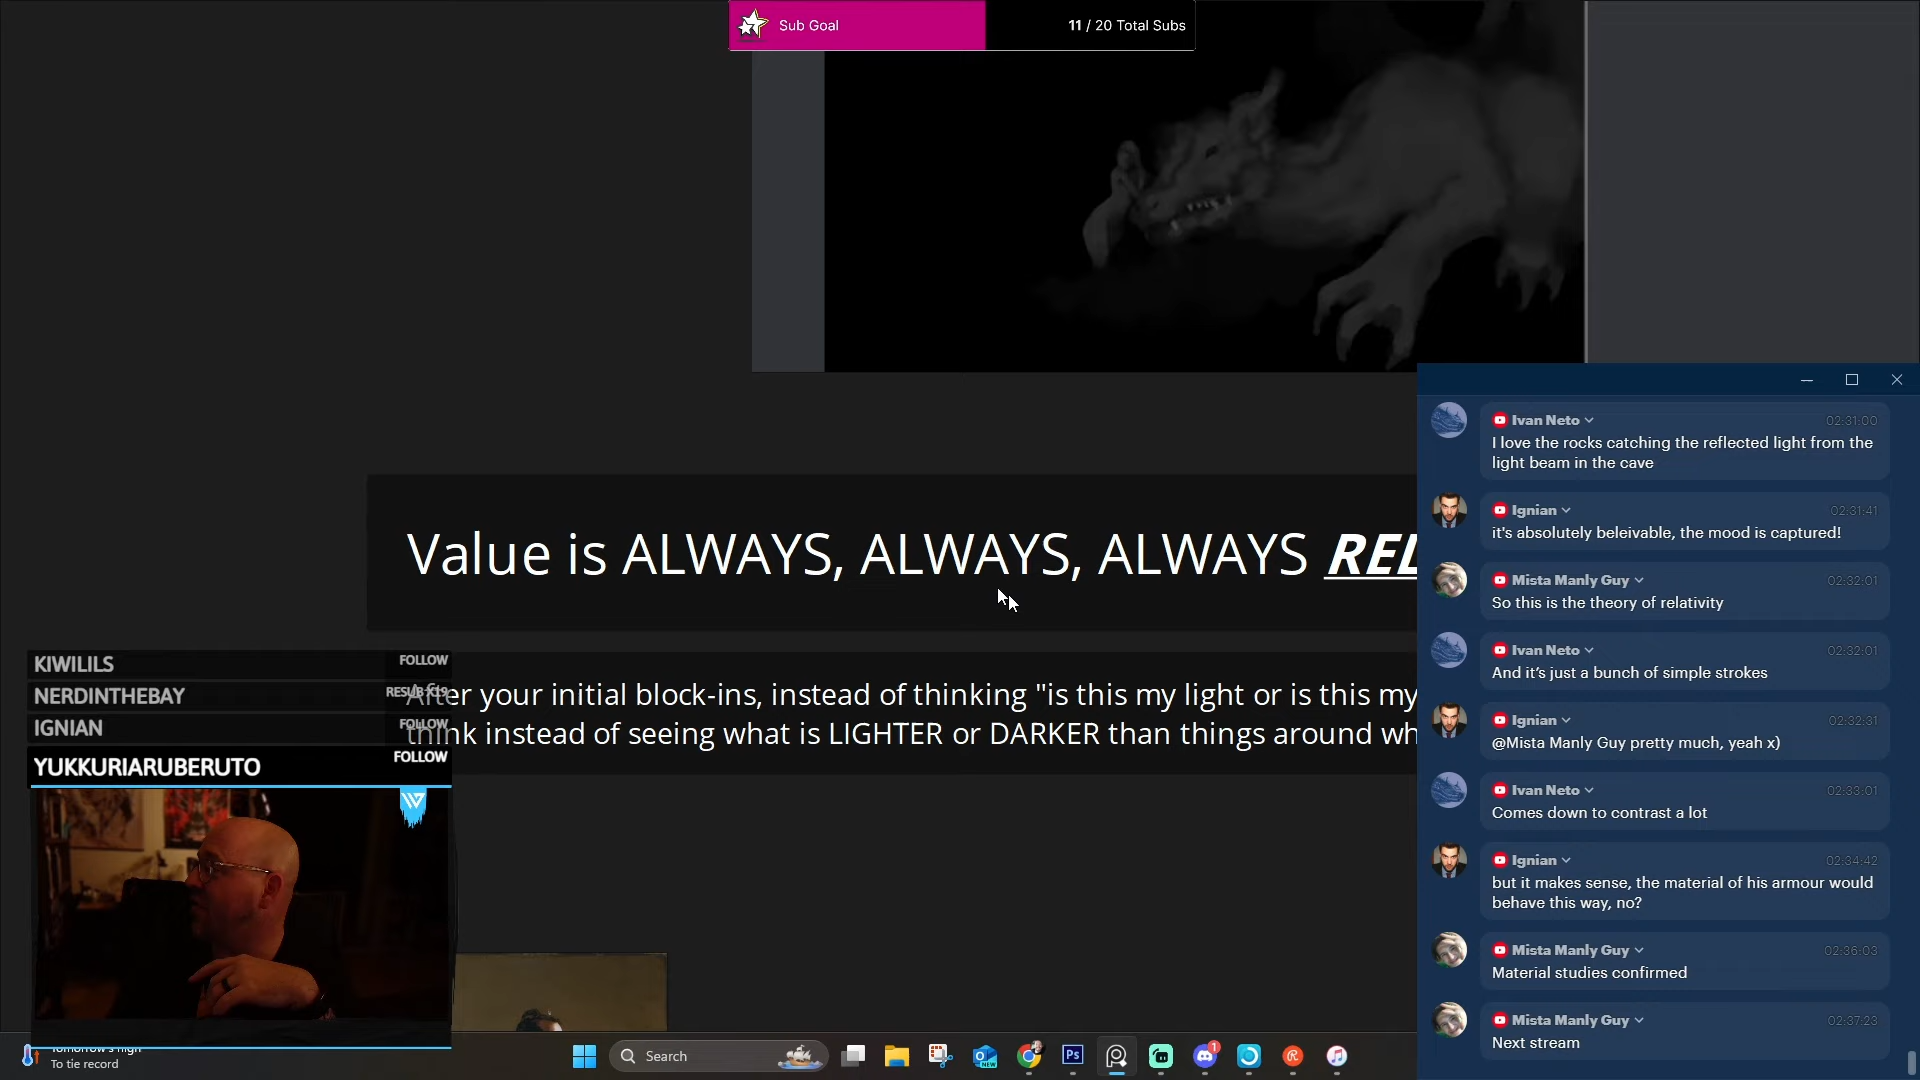 Sub Goal
11 / 20 Total Subs
Value is ALWAYS, ALWAYS, ALWAYS REL
After your initial block-ins, instead of thinking "is this my light or is this my
think instead of seeing what is LIGHTER or DARKER than things around wh
KIWILILS FOLLOW
NERDINTHEBAY RESUB X19
IGNIAN FOLLOW
YUKKURIARUBERUTO FOLLOW
Ivan Neto 02:31:00
I love the rocks catching the reflected light from the
light beam in the cave
Ignian 02:31:41
it's absolutely beleivable, the mood is captured!
Mista Manly Guy 02:32:01
So this is the theory of relativity
Ivan Neto 02:32:01
And it's just a bunch of simple strokes
Ignian 02:32:31
@Mista Manly Guy pretty much, yeah x)
Ivan Neto 02:33:01
Comes down to contrast a lot
Ignian 02:34:42
but it makes sense, the material of his armour would
behave this way, no?
Mista Manly Guy 02:36:03
Material studies confirmed
Mista Manly Guy 02:37:23
Next stream
Tomorrow's high
To tie record
Search
NEW
Ps
1